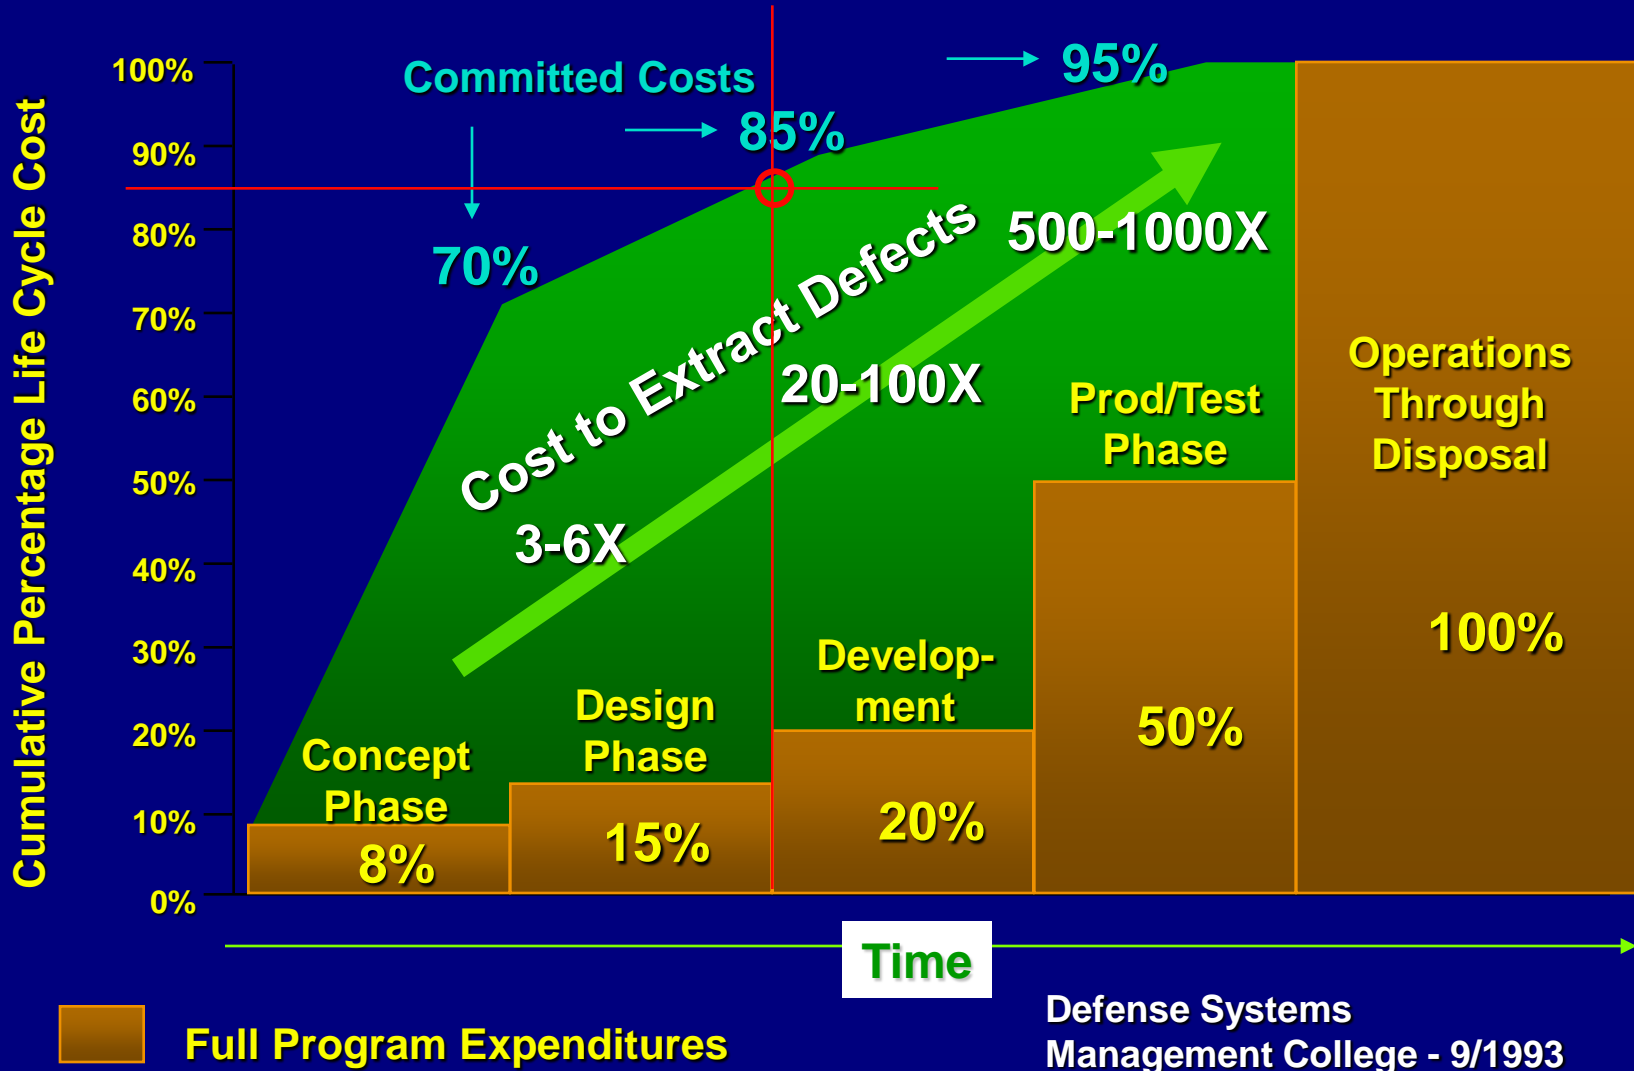 Cumulative Percentage Life Cycle Cost
100%
90%
80%
70%
60%
50%
40%
30%
20%
10%
0%
Committed Costs
70%
85%
95%
Cost to Extract Defects
3-6X
20-100X
500-1000X
Concept
Phase
8%
Design
Phase
15%
Develop-
ment
20%
Prod/Test
Phase
50%
Operations
Through
Disposal
100%
Time
Full Program Expenditures
Defense Systems
Management College - 9/1993